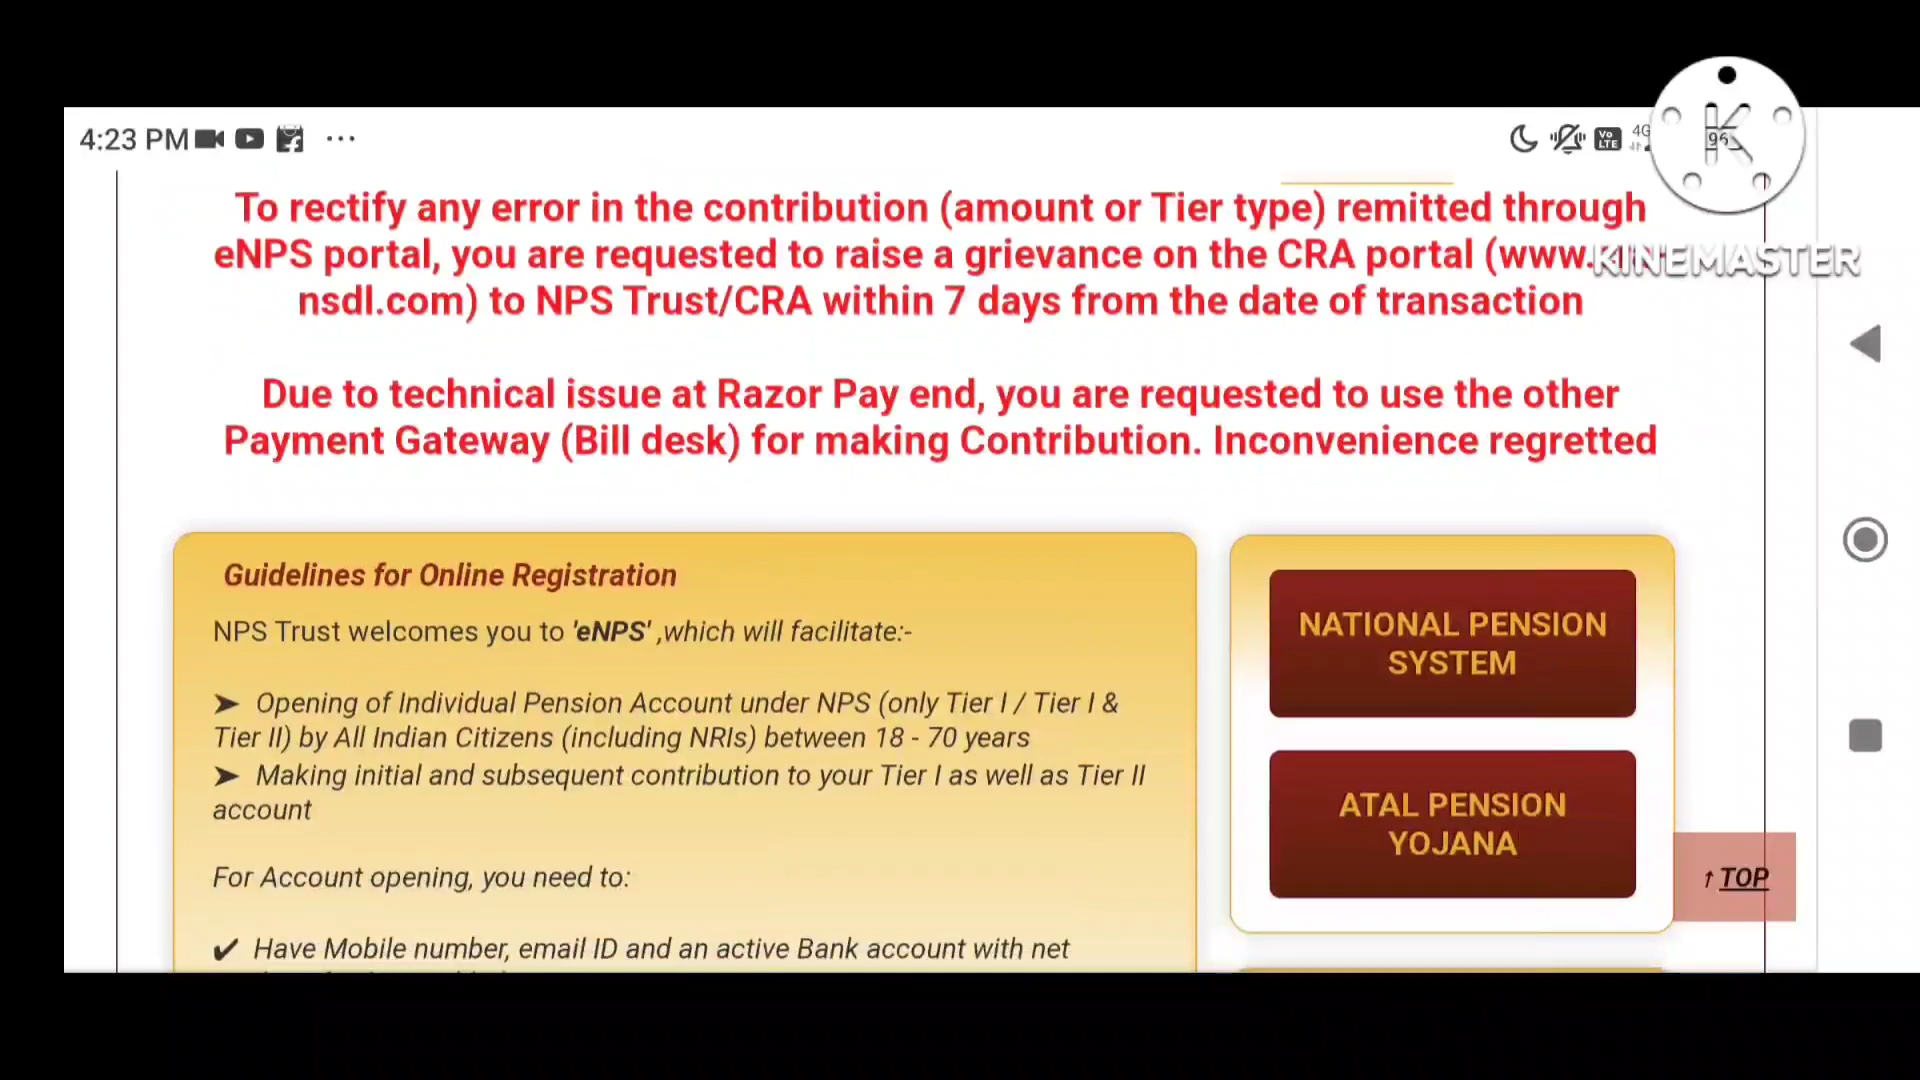 4:23 PM
VoLTE 4G 96
KINEMASTER
To rectify any error in the contribution (amount or Tier type) remitted through
eNPS portal, you are requested to raise a grievance on the CRA portal (www.
nsdl.com) to NPS Trust/CRA within 7 days from the date of transaction
Due to technical issue at Razor Pay end, you are requested to use the other
Payment Gateway (Bill desk) for making Contribution. Inconvenience regretted
Guidelines for Online Registration
NPS Trust welcomes you to 'eNPS' ,which will facilitate:-
➤ Opening of Individual Pension Account under NPS (only Tier I / Tier I &
Tier II) by All Indian Citizens (including NRIs) between 18 - 70 years
➤ Making initial and subsequent contribution to your Tier I as well as Tier II
account
For Account opening, you need to:
✔ Have Mobile number, email ID and an active Bank account with net
NATIONAL PENSION
SYSTEM
ATAL PENSION
YOJANA
↑ TOP